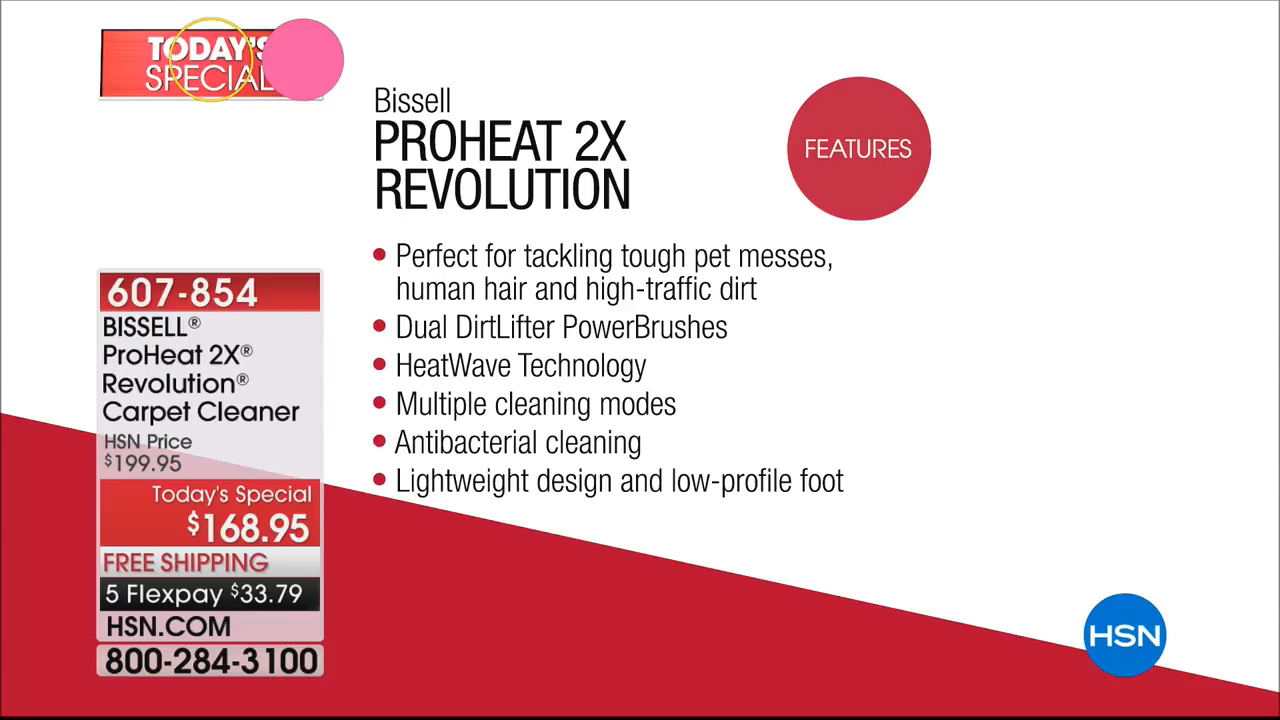 TODAY'S
SPECIAL
Bissell
PROHEAT 2X
REVOLUTION
FEATURES
• Perfect for tackling tough pet messes,
human hair and high-traffic dirt
• Dual DirtLifter PowerBrushes
• HeatWave Technology
• Multiple cleaning modes
• Antibacterial cleaning
• Lightweight design and low-profile foot
607-854
BISSELL®
ProHeat 2X®
Revolution®
Carpet Cleaner
HSN Price
$199.95
Today's Special
$168.95
FREE SHIPPING
5 Flexpay $33.79
HSN.COM
800-284-3100
HSN